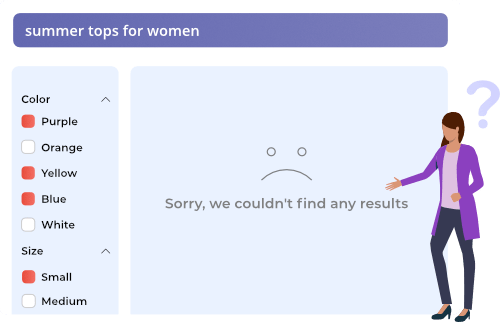 summer tops for women
Color
Purple
Orange
Yellow
Blue
White
Size
Small
Medium
Sorry, we couldn't find any results
?